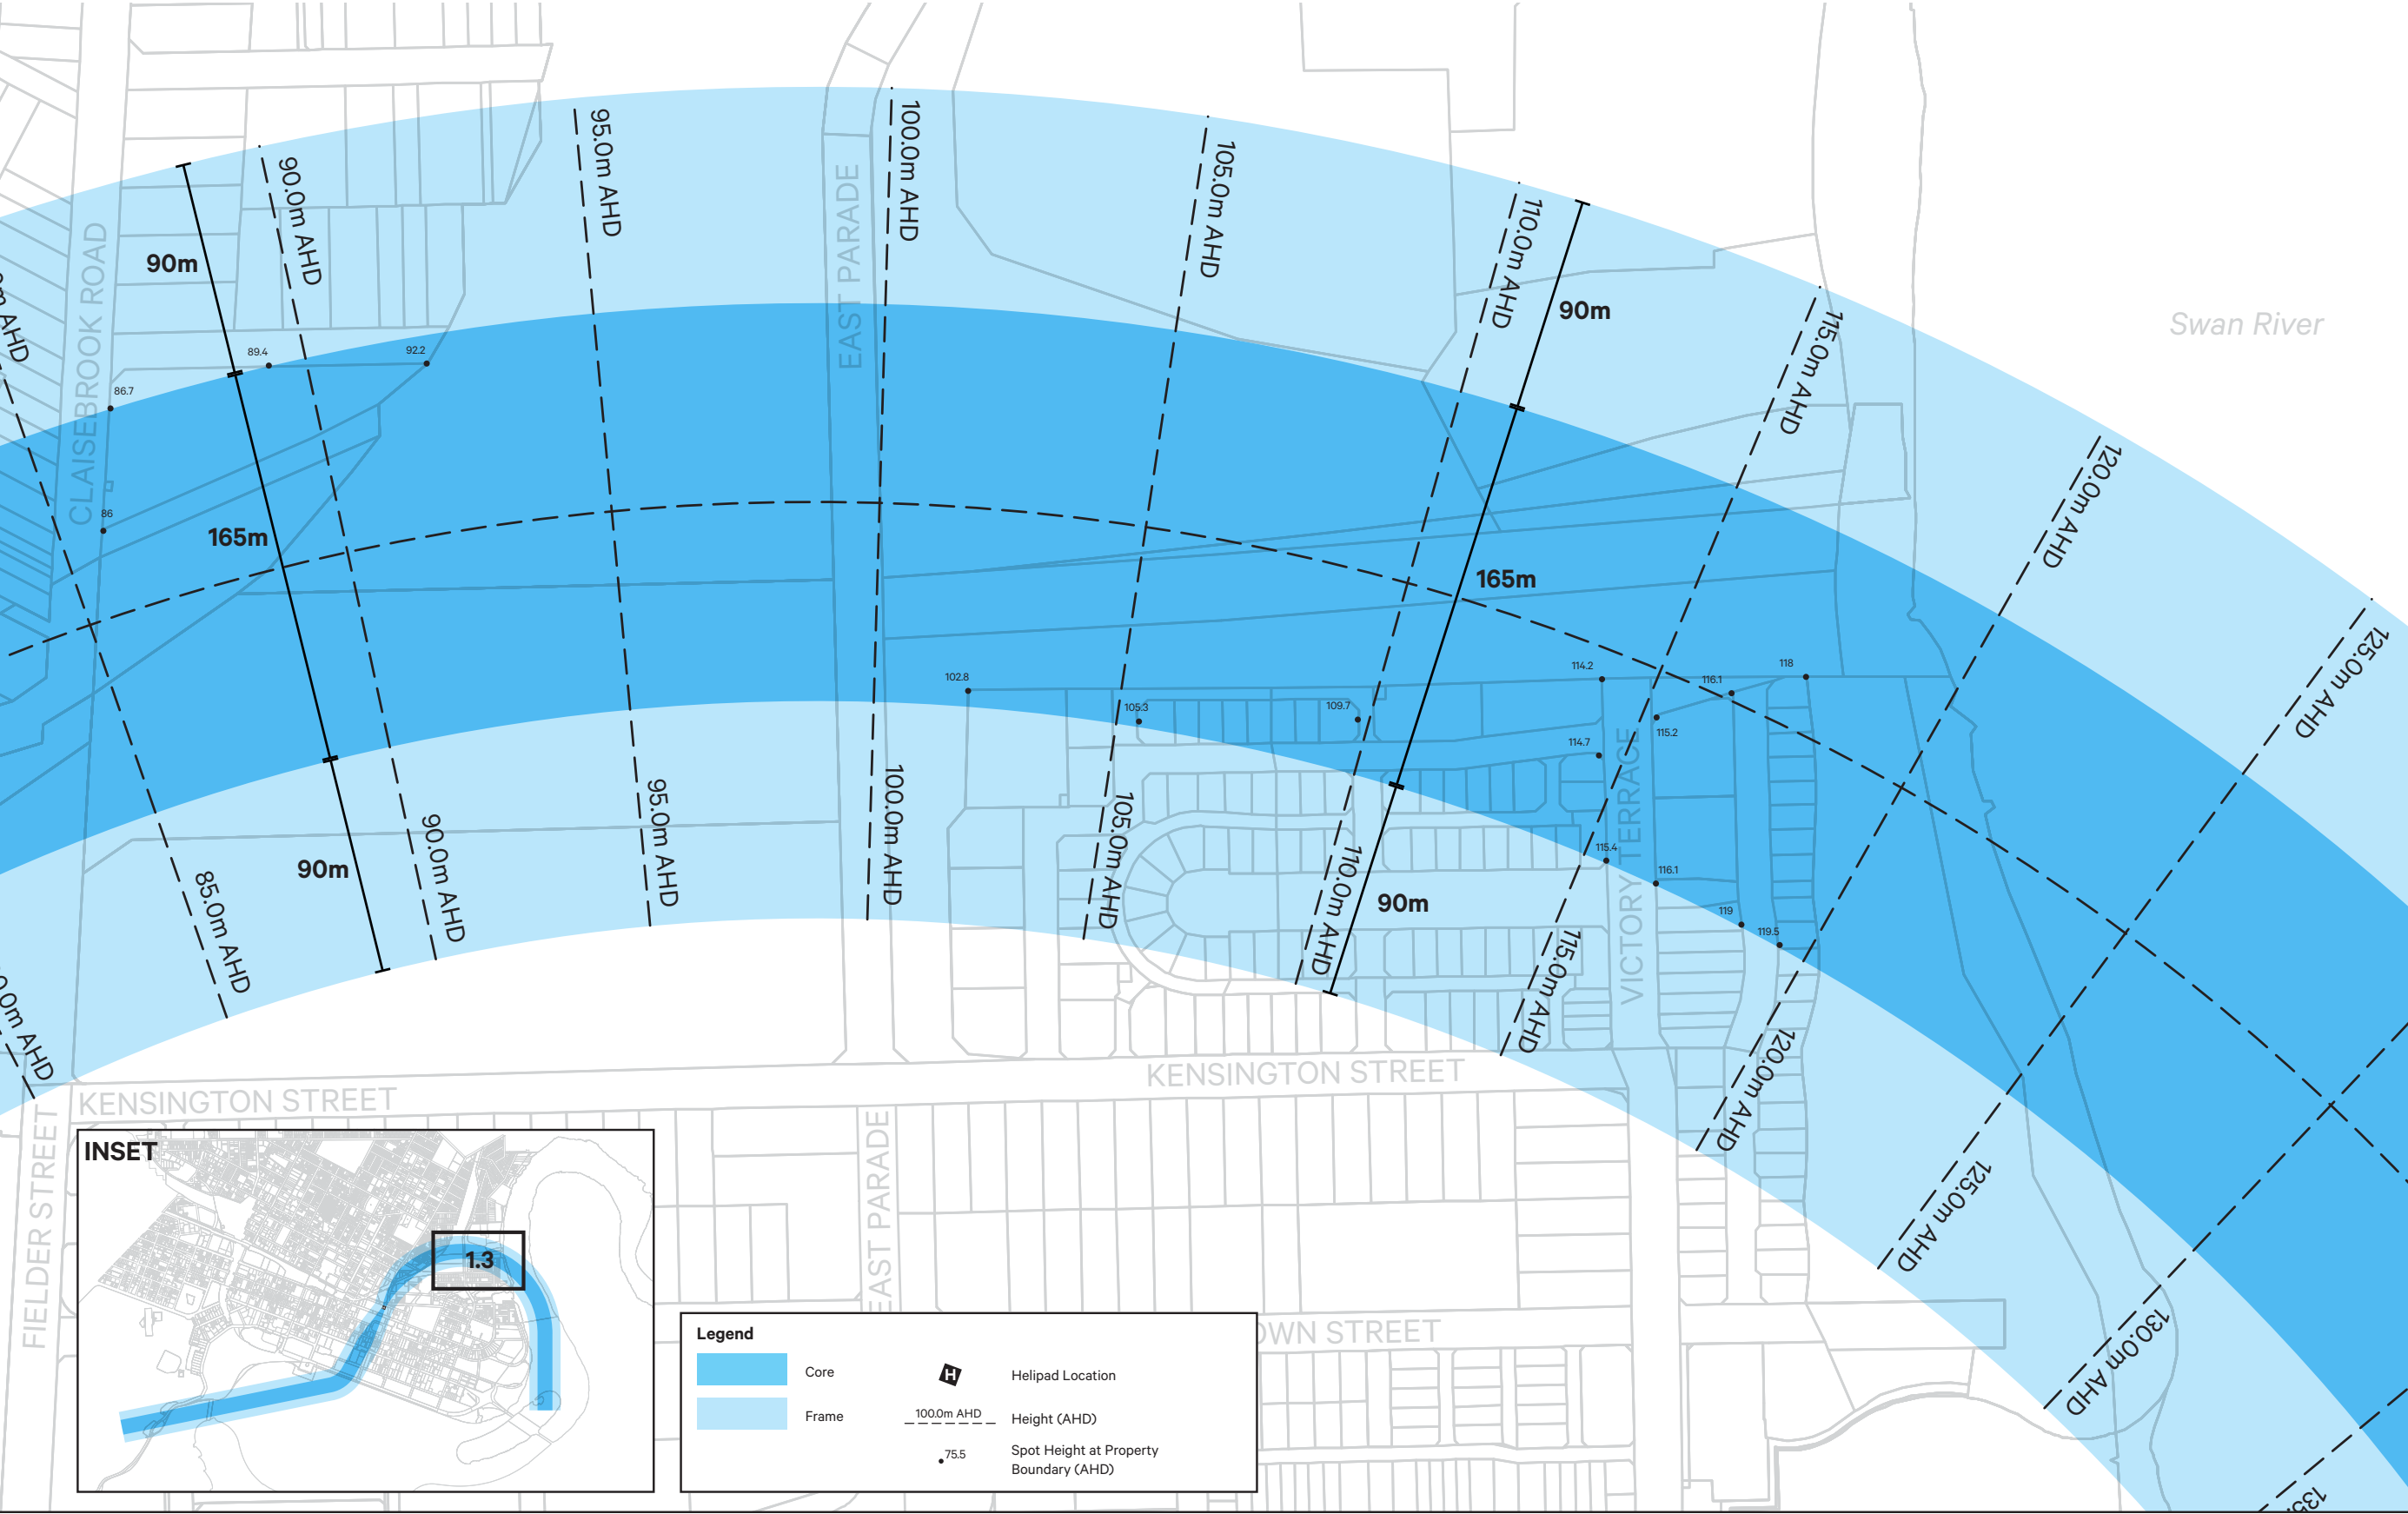 90.0m AHD
95.0m AHD
100.0m AHD
105.0m AHD
110.0m AHD
115.0m AHD
120.0m AHD
125.0m AHD
m AHD
90m
90m
Swan River
CLAISEBROOK ROAD
EAST PARADE
89.4
92.2
86.7
86
165m
165m
102.8
105.3
109.7
114.2
116.1
118
115.2
114.7
115.4
116.1
119
119.5
VICTORY TERRACE
90m
90m
85.0m AHD
90.0m AHD
95.0m AHD
100.0m AHD
105.0m AHD
110.0m AHD
115.0m AHD
120.0m AHD
125.0m AHD
130.0m AHD
0.0m AHD
KENSINGTON STREET
KENSINGTON STREET
FIELDER STREET
EAST PARADE
OWN STREET
INSET
1.3
Legend
Core
Frame
H
Helipad Location
100.0m AHD
Height (AHD)
75.5
Spot Height at Property
Boundary (AHD)